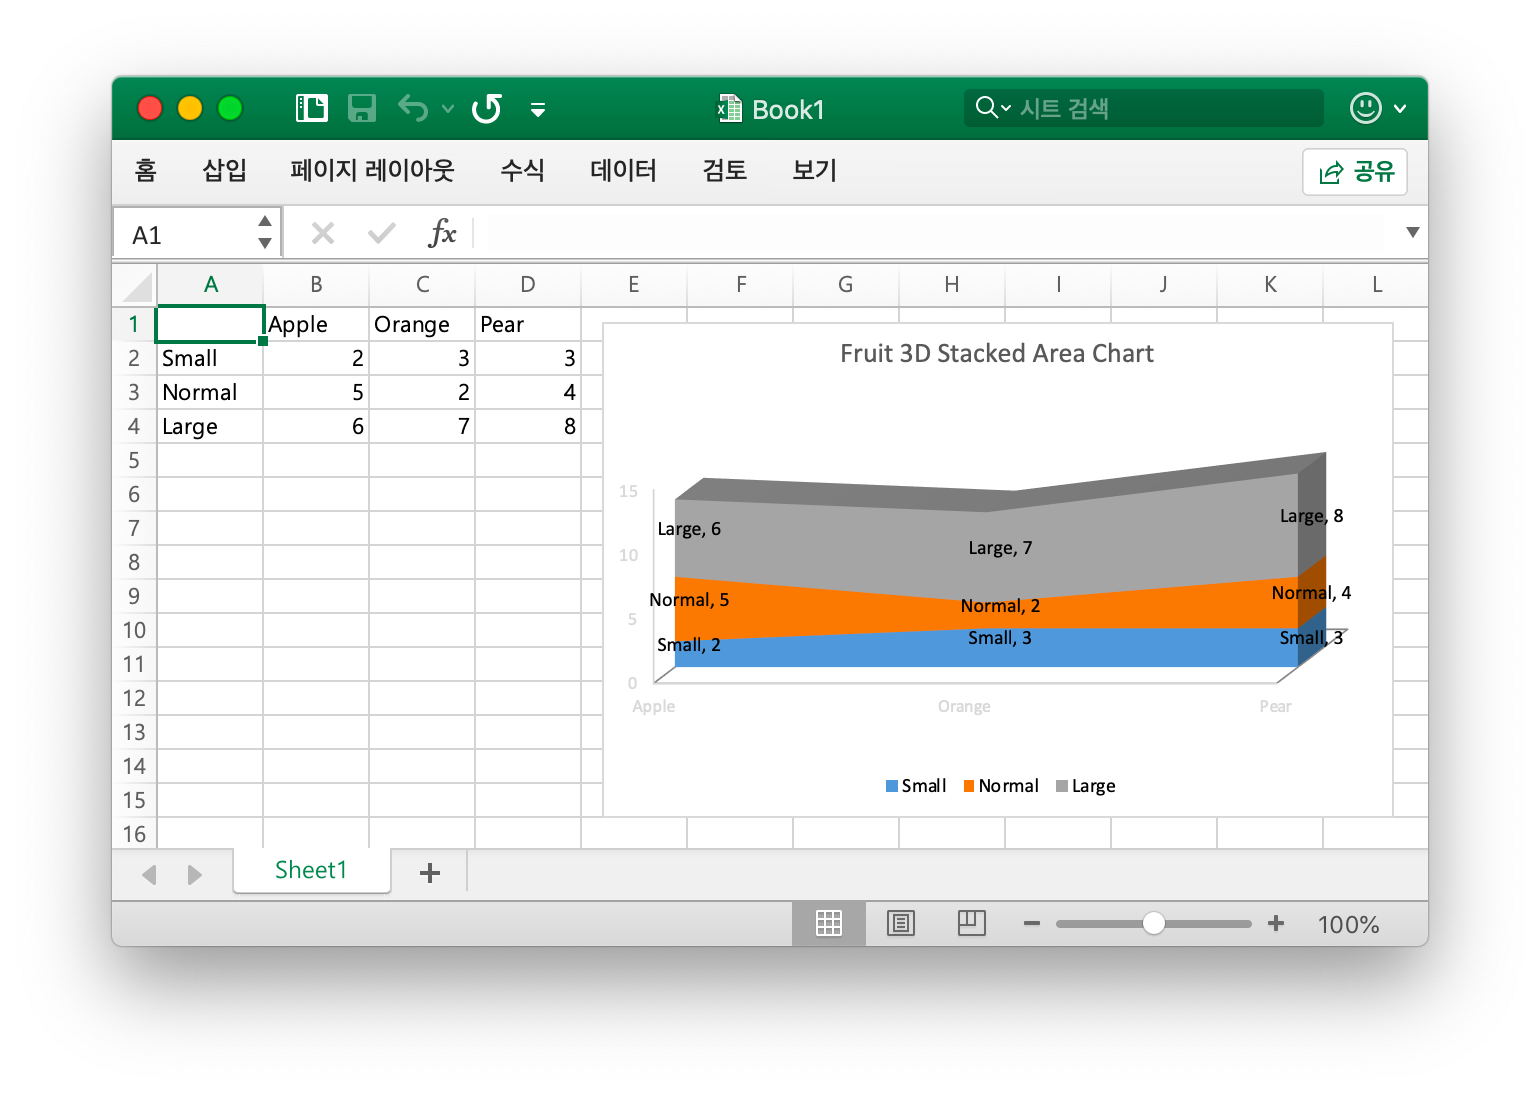 Book1
시트 검색
홈 삽입 페이지 레이아웃 수식 데이터 검토 보기 공유
A1 fx
A B C D E F G H I J K L
1 Apple Orange Pear
2 Small 2 3 3
3 Normal 5 2 4
4 Large 6 7 8
5
6
7
8
9
10
11
12
13
14
15
16
Fruit 3D Stacked Area Chart
15
10
5
0
Large, 6 Large, 7 Large, 8
Normal, 5 Normal, 2 Normal, 4
Small, 2 Small, 3 Small, 3
Apple Orange Pear
Small Normal Large
Sheet1
100%